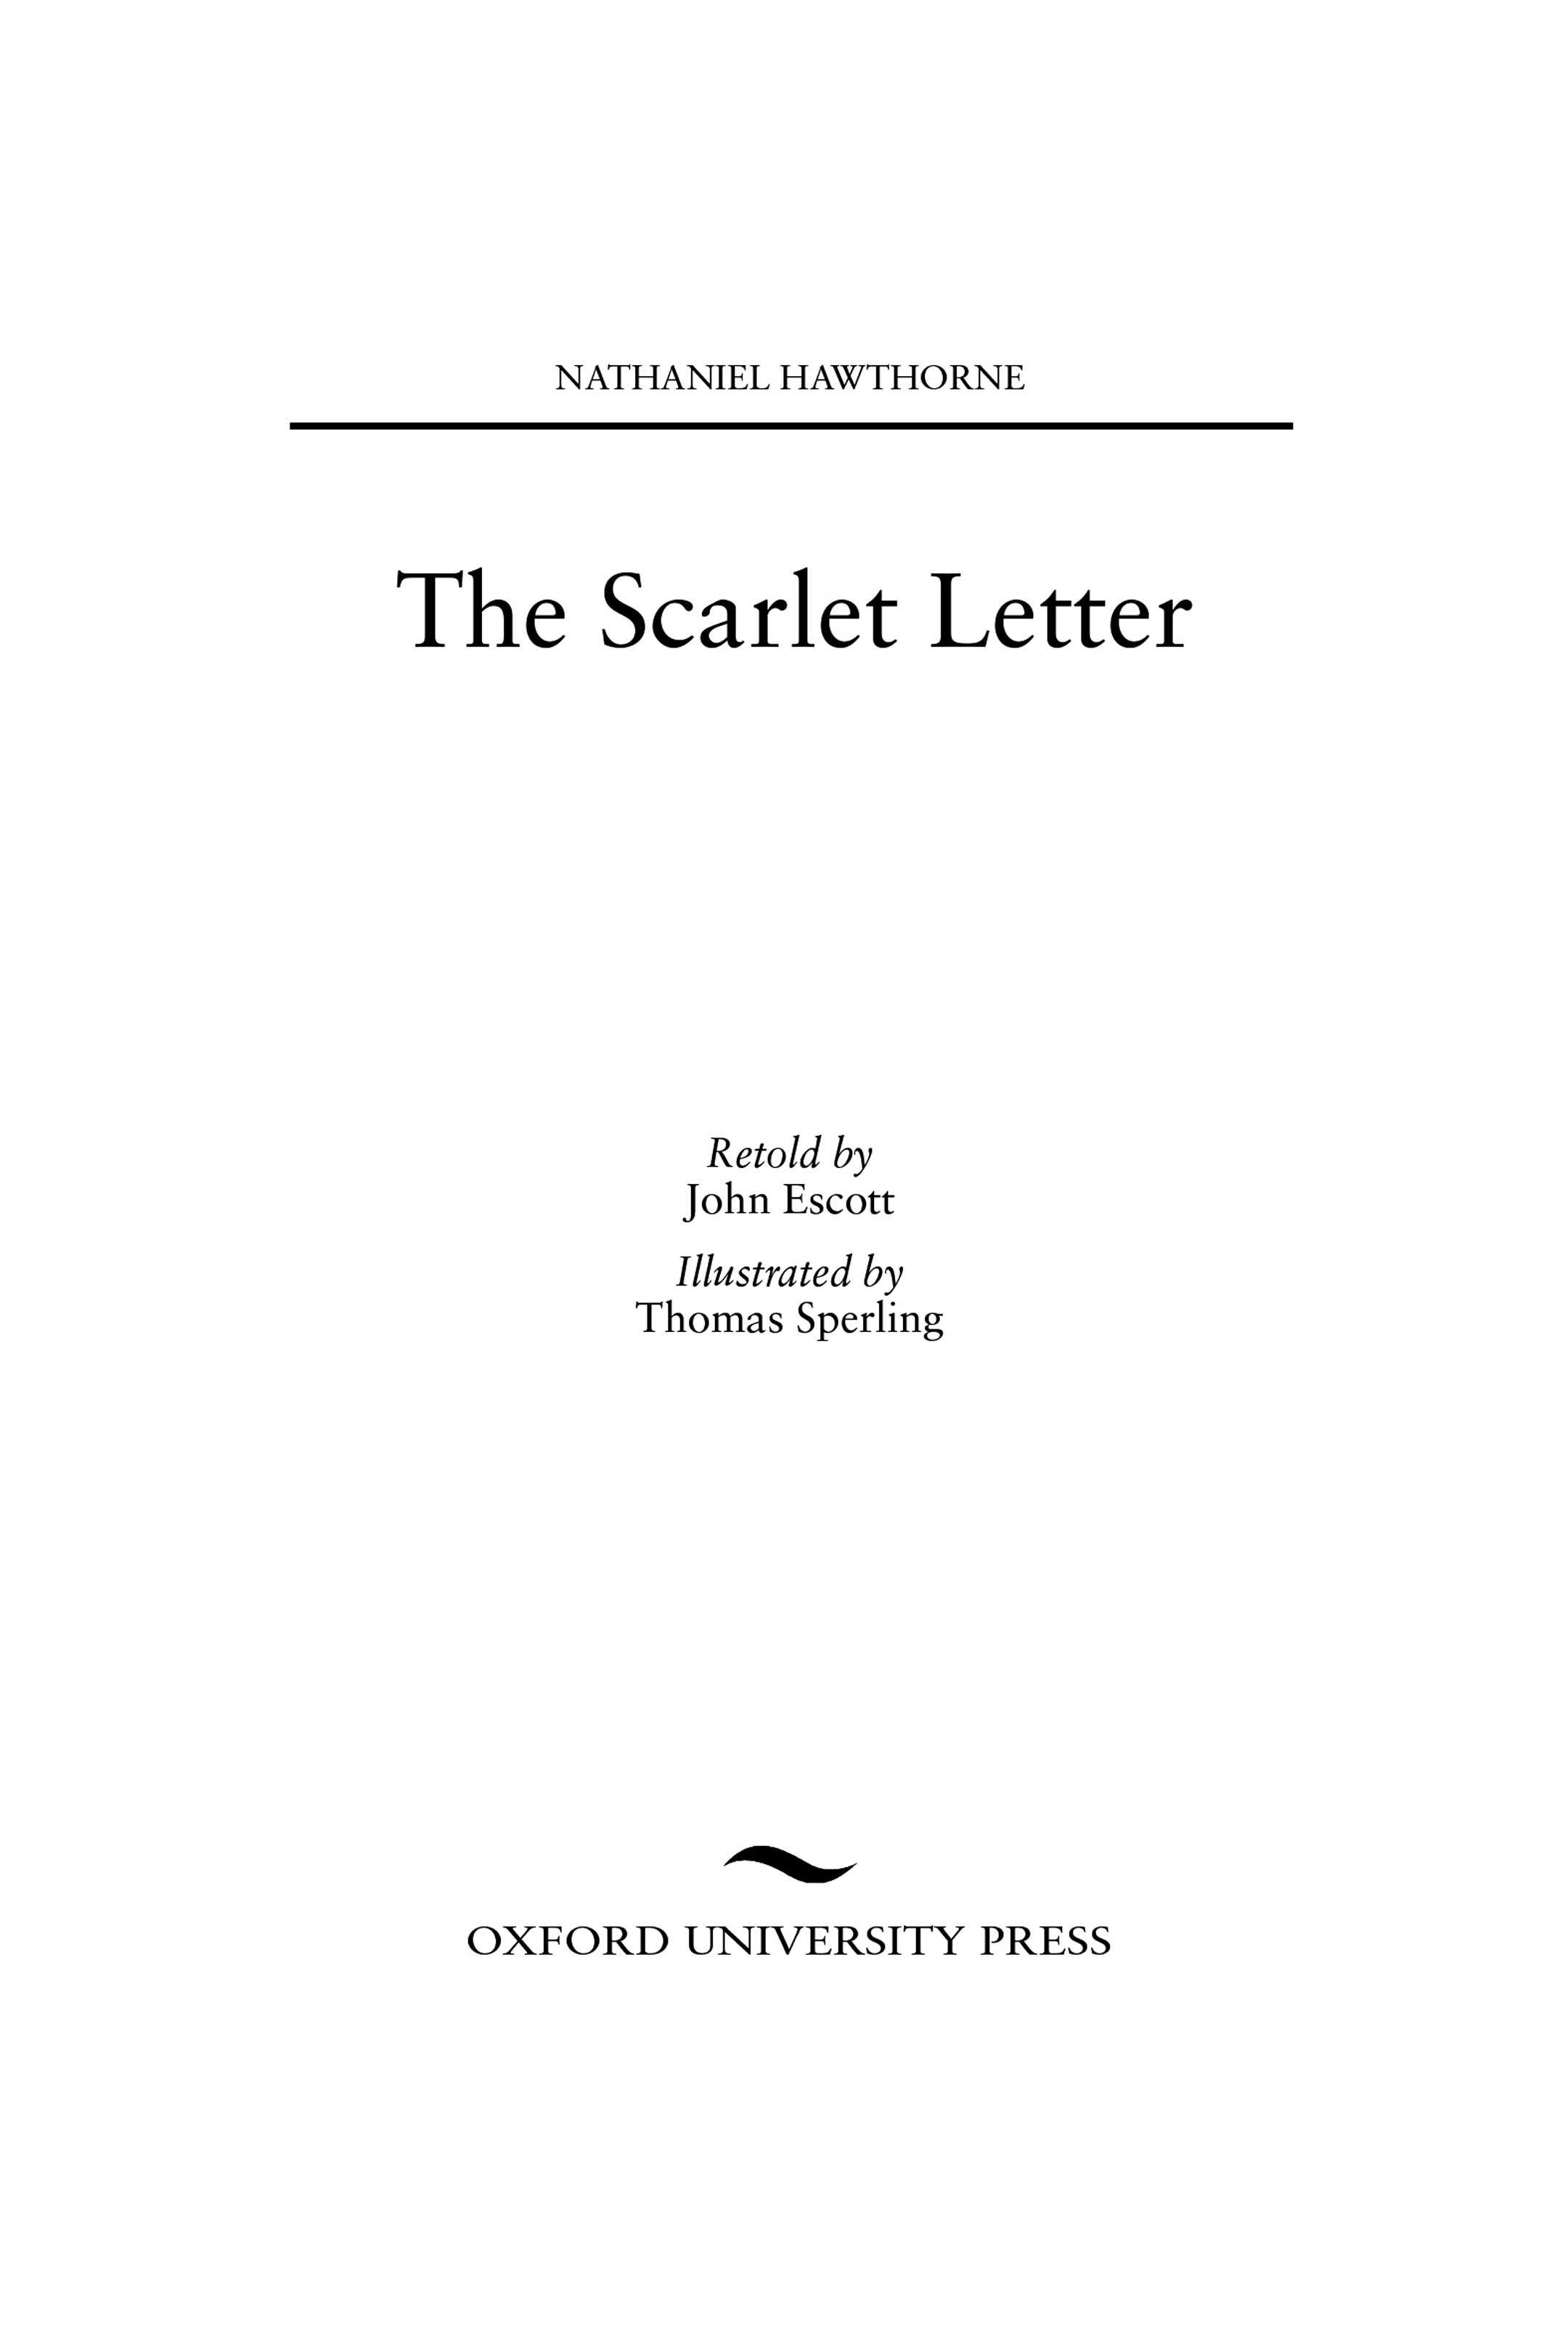 NATHANIEL HAWTHORNE
The Scarlet Letter
Retold by
John Escott
Illustrated by
Thomas Sperling
OXFORD UNIVERSITY PRESS